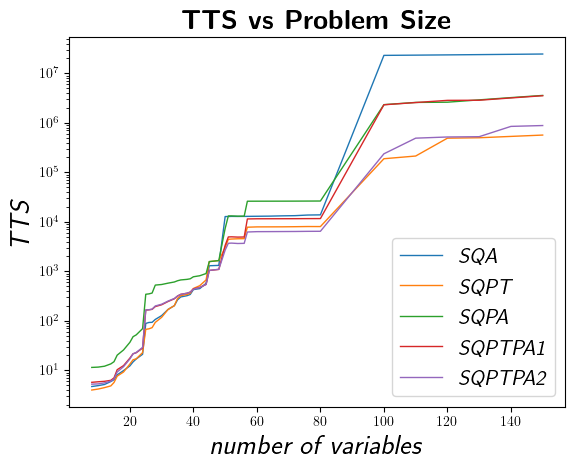 TTS vs Problem Size
TTS
10^7
10^6
10^5
10^4
10^3
10^2
10^1
SQA
SQPT
SQPA
SQPTPA1
SQPTPA2
20 40 60 80 100 120 140
number of variables